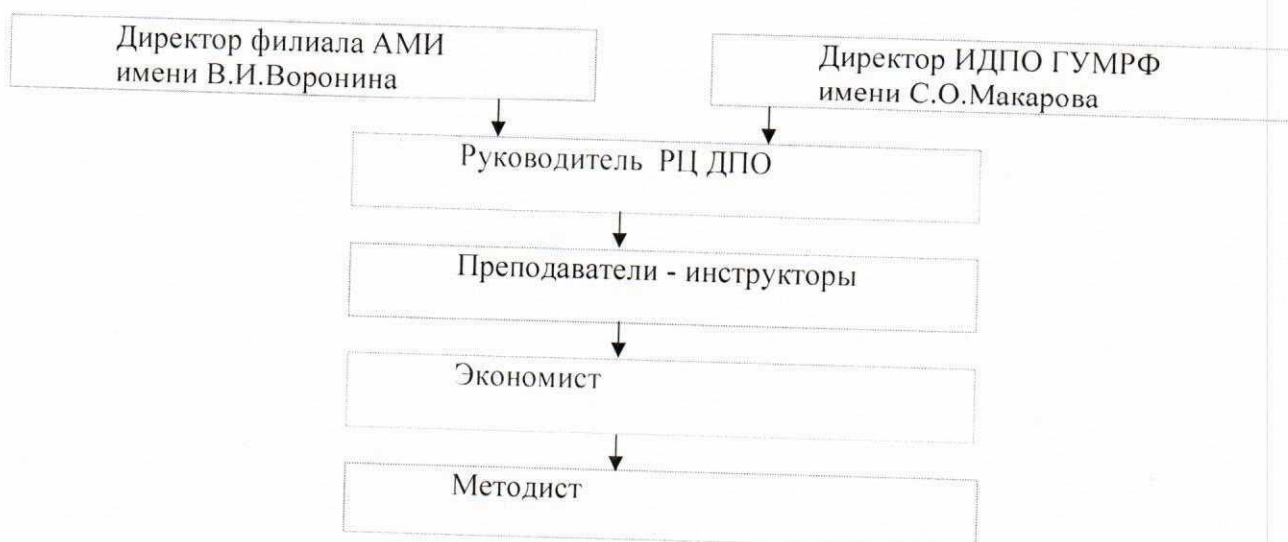 Директор филиала АМИ
имени В.И.Воронина
Директор ИДПО ГУМРФ
имени С.О.Макарова
Руководитель РЦ ДПО
Преподаватели - инструкторы
Экономист
Методист